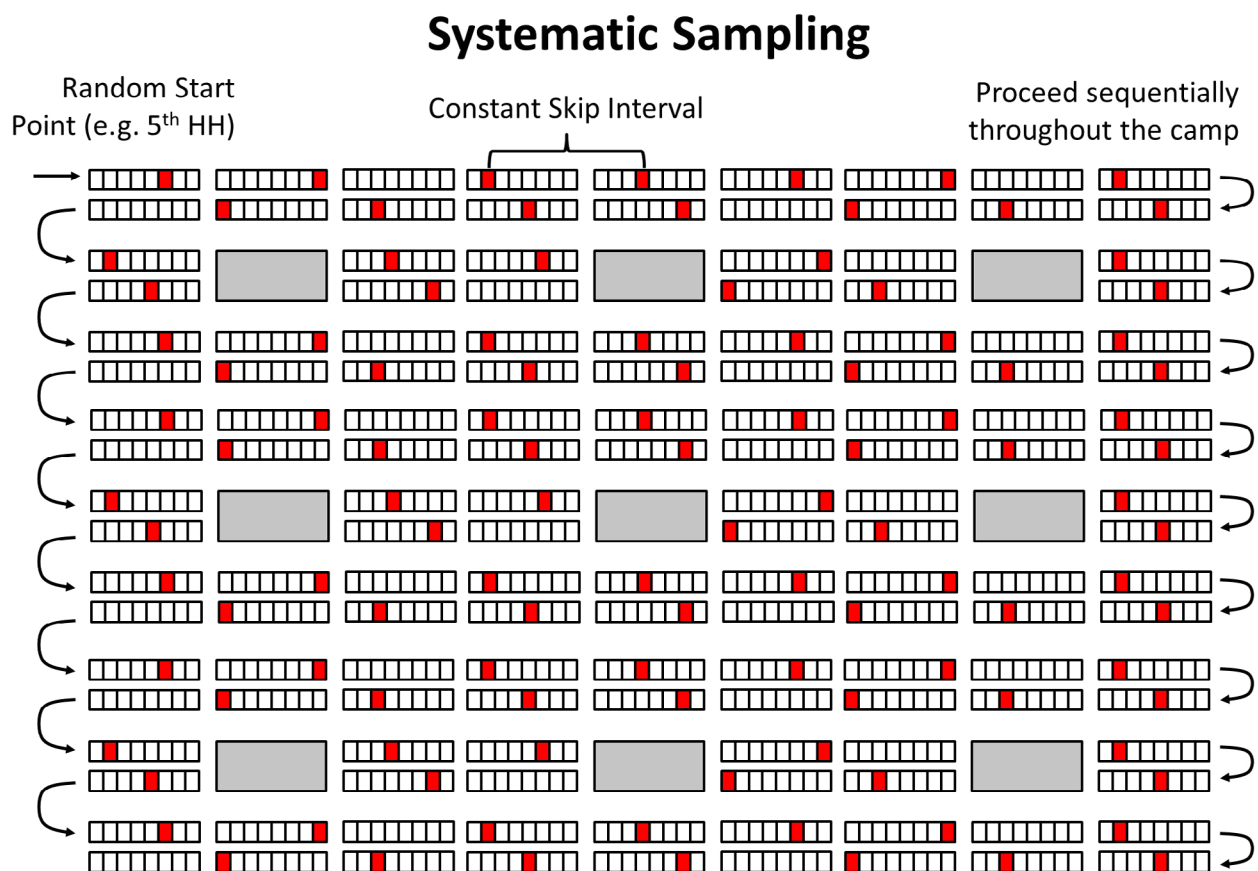 Systematic Sampling
Random Start
Point (e.g. 5th HH)
Constant Skip Interval
Proceed sequentially
throughout the camp